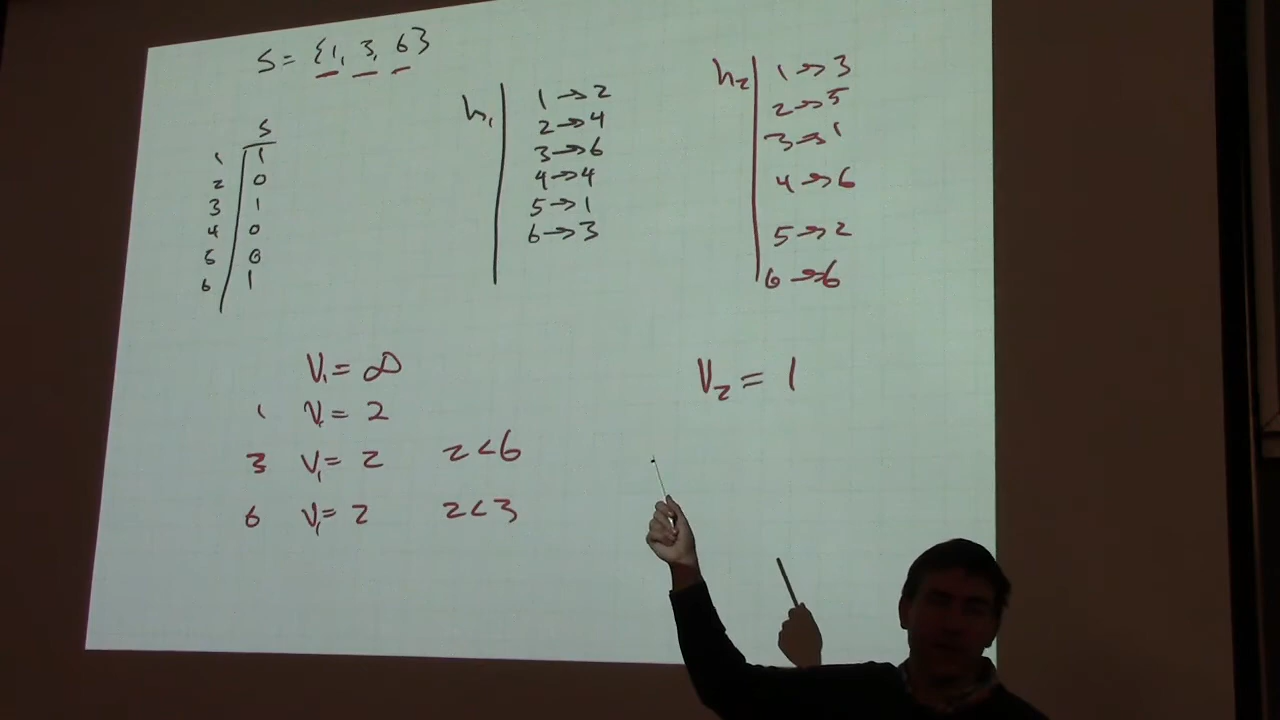 S = {1, 3, 6}
S
1 1
2 0
3 1
4 0
5 0
6 1
h₁
1 → 2
2 → 4
3 → 6
4 → 4
5 → 1
6 → 3
h₂
1 → 3
2 → 5
3 → 1
4 → 6
5 → 2
6 → 6
V₁ = ∞
1 V₁ = 2
3 V₁ = 2 2 < 6
6 V₁ = 2 2 < 3
V₂ = 1